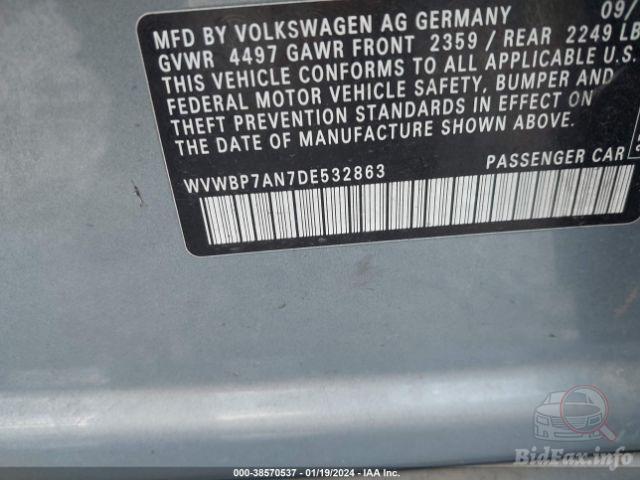 MFD BY VOLKSWAGEN AG GERMANY 09/
GVWR 4497 GAWR FRONT 2359 / REAR 2249 LB
THIS VEHICLE CONFORMS TO ALL APPLICABLE U.S.
FEDERAL MOTOR VEHICLE SAFETY, BUMPER AND
THEFT PREVENTION STANDARDS IN EFFECT ON
THE DATE OF MANUFACTURE SHOWN ABOVE.
WVWBP7AN7DE532863 PASSENGER CAR
BidFax.info
000-38570537 - 01/19/2024 - IAA Inc.